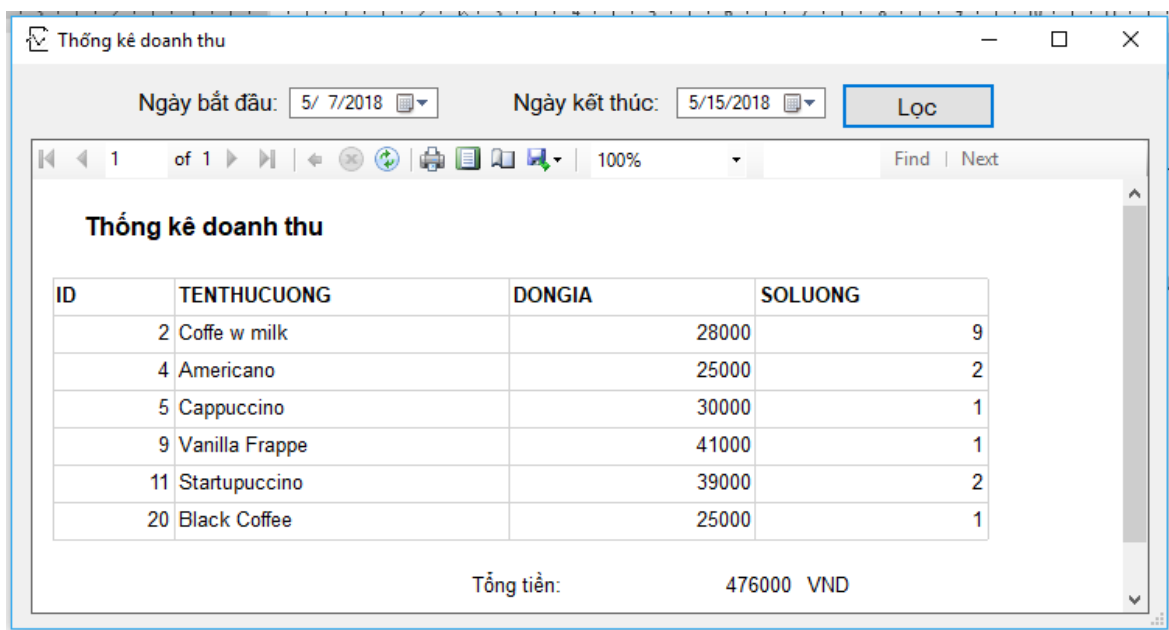 Thống kê doanh thu
Ngày bắt đầu: 5/ 7/2018 Ngày kết thúc: 5/15/2018 Lọc
1 of 1 100% Find | Next
Thống kê doanh thu
ID TENTHUCUONG DONGIA SOLUONG
2 Coffe w milk 28000 9
4 Americano 25000 2
5 Cappuccino 30000 1
9 Vanilla Frappe 41000 1
11 Startupuccino 39000 2
20 Black Coffee 25000 1
Tổng tiền: 476000 VND